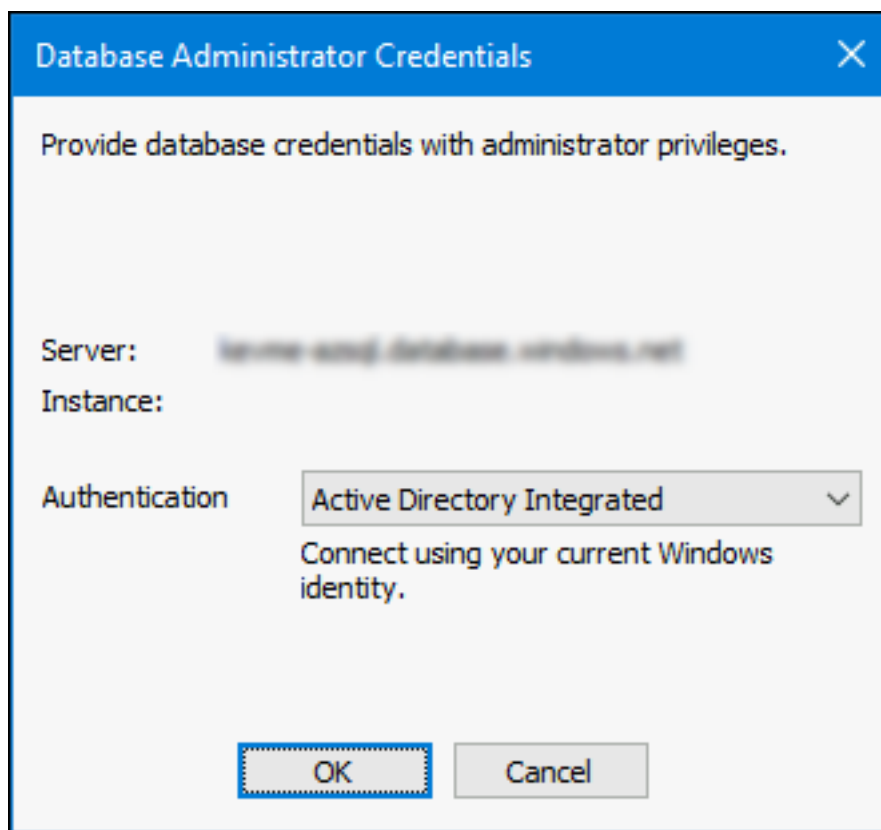 Database Administrator Credentials
Provide database credentials with administrator privileges.
Server:
Instance:
Authentication Active Directory Integrated
Connect using your current Windows
identity.
OK Cancel